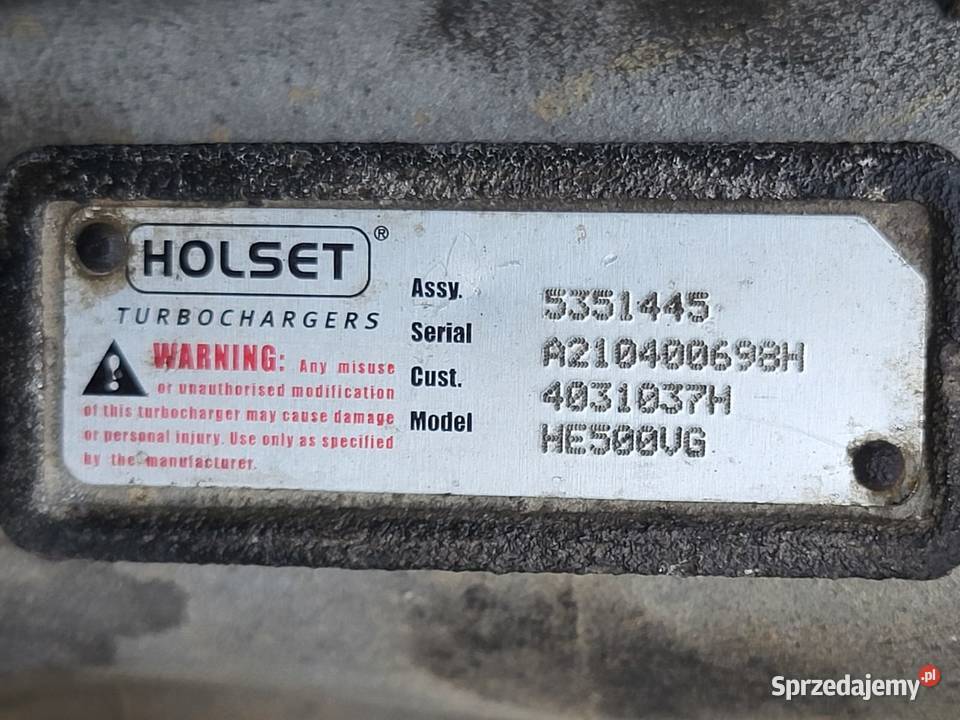 HOLSET®
TURBOCHARGERS
WARNING: Any misuse
or unauthorised modification
of this turbocharger may cause damage
or personal injury. Use only as specified
by the manufacturer.
Assy. 5351445
Serial A210400698H
Cust. 4031037H
Model HE500VG
Sprzedajemy.pl